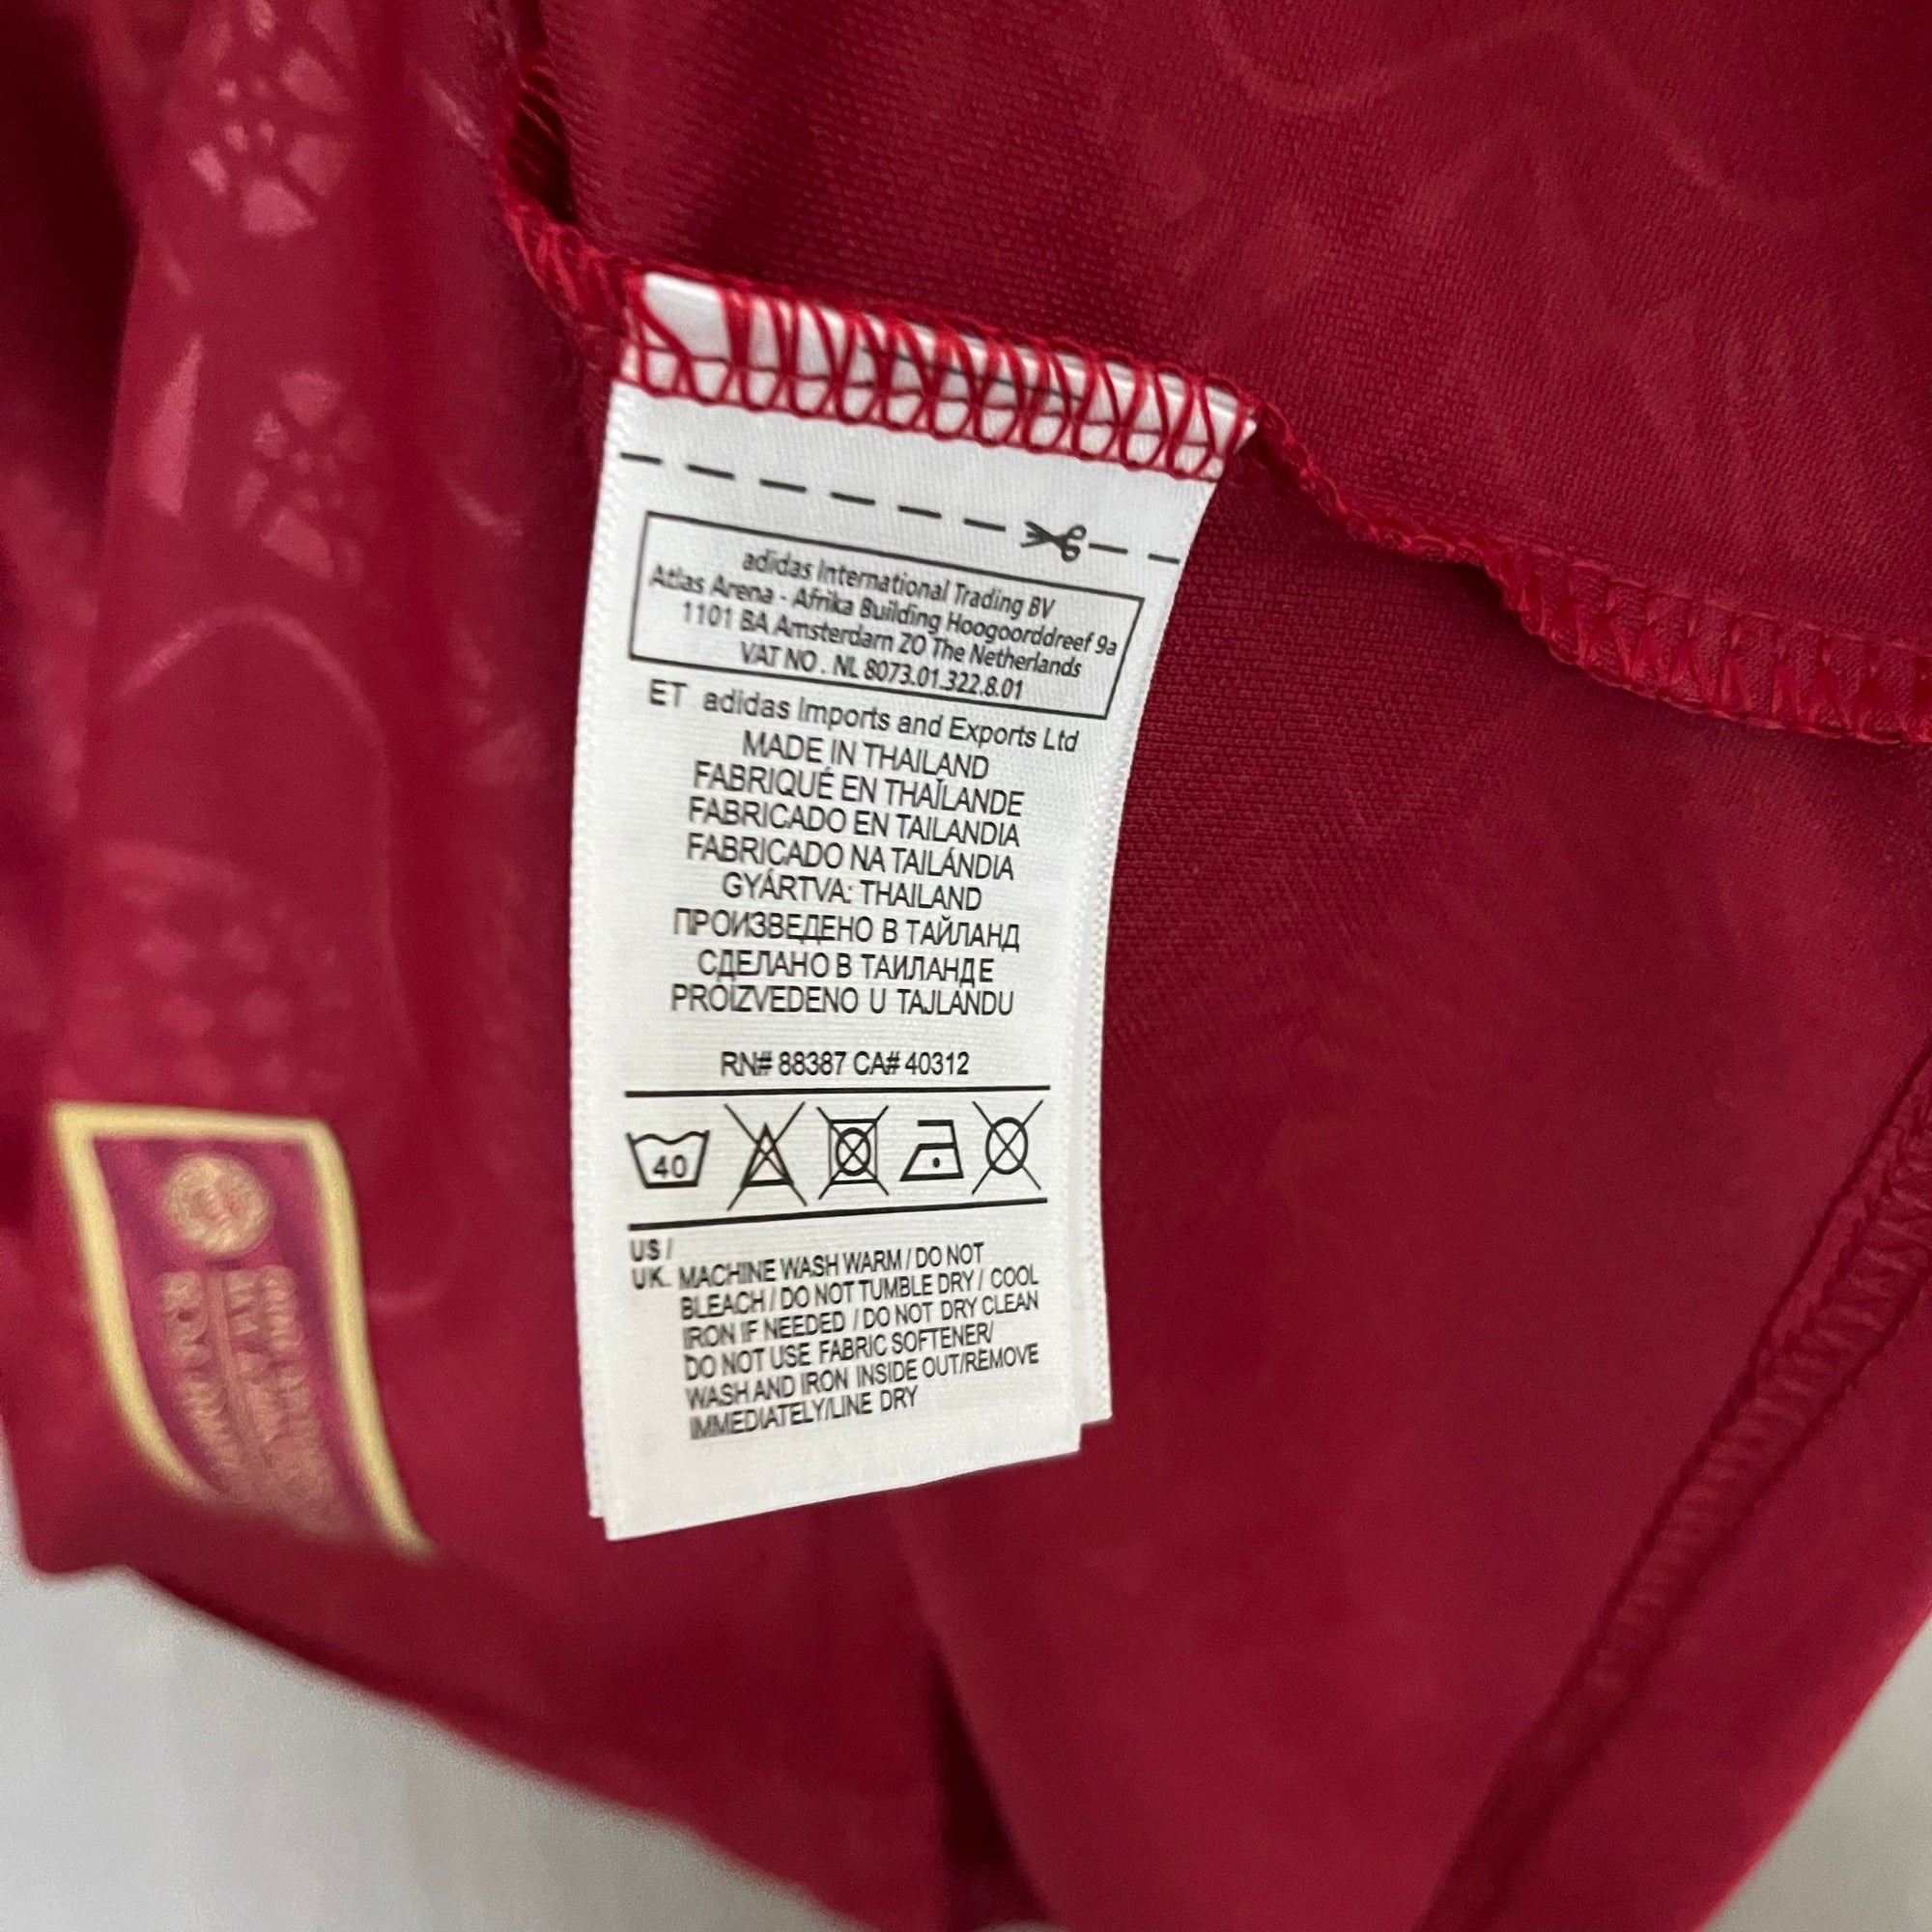 adidas International Trading BV
Atlas Arena - Afrika Building Hoogoorddreef 9a
1101 BA Amsterdam ZO The Netherlands
VAT NO . NL 8073.01.322.8.01
ET adidas Imports and Exports Ltd
MADE IN THAILAND
FABRIQUÉ EN THAÏLANDE
FABRICADO EN TAILANDIA
FABRICADO NA TAILÂNDIA
GYÁRTVA: THAILAND
ПРОИЗВЕДЕНО В ТАЙЛАНД
СДЕЛАНО В ТАИЛАНДЕ
PROIZVEDENO U TAJLANDU
RN# 88387 CA# 40312
40
US /
UK. MACHINE WASH WARM / DO NOT
BLEACH / DO NOT TUMBLE DRY / COOL
IRON IF NEEDED / DO NOT DRY CLEAN
DO NOT USE FABRIC SOFTENER/
WASH AND IRON INSIDE OUT/REMOVE
IMMEDIATELY/LINE DRY